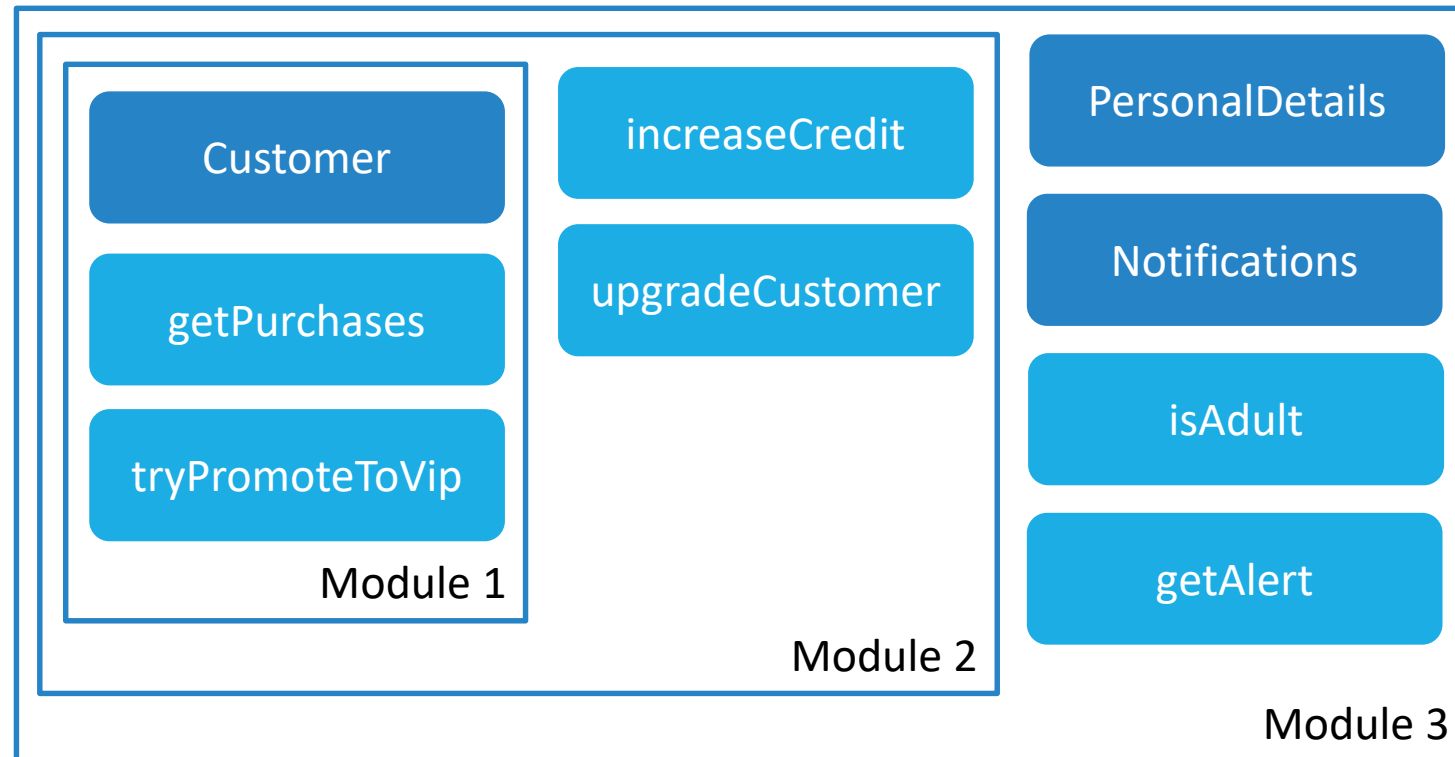 Customer
getPurchases
tryPromoteToVip
Module 1
increaseCredit
upgradeCustomer
Module 2
PersonalDetails
Notifications
isAdult
getAlert
Module 3